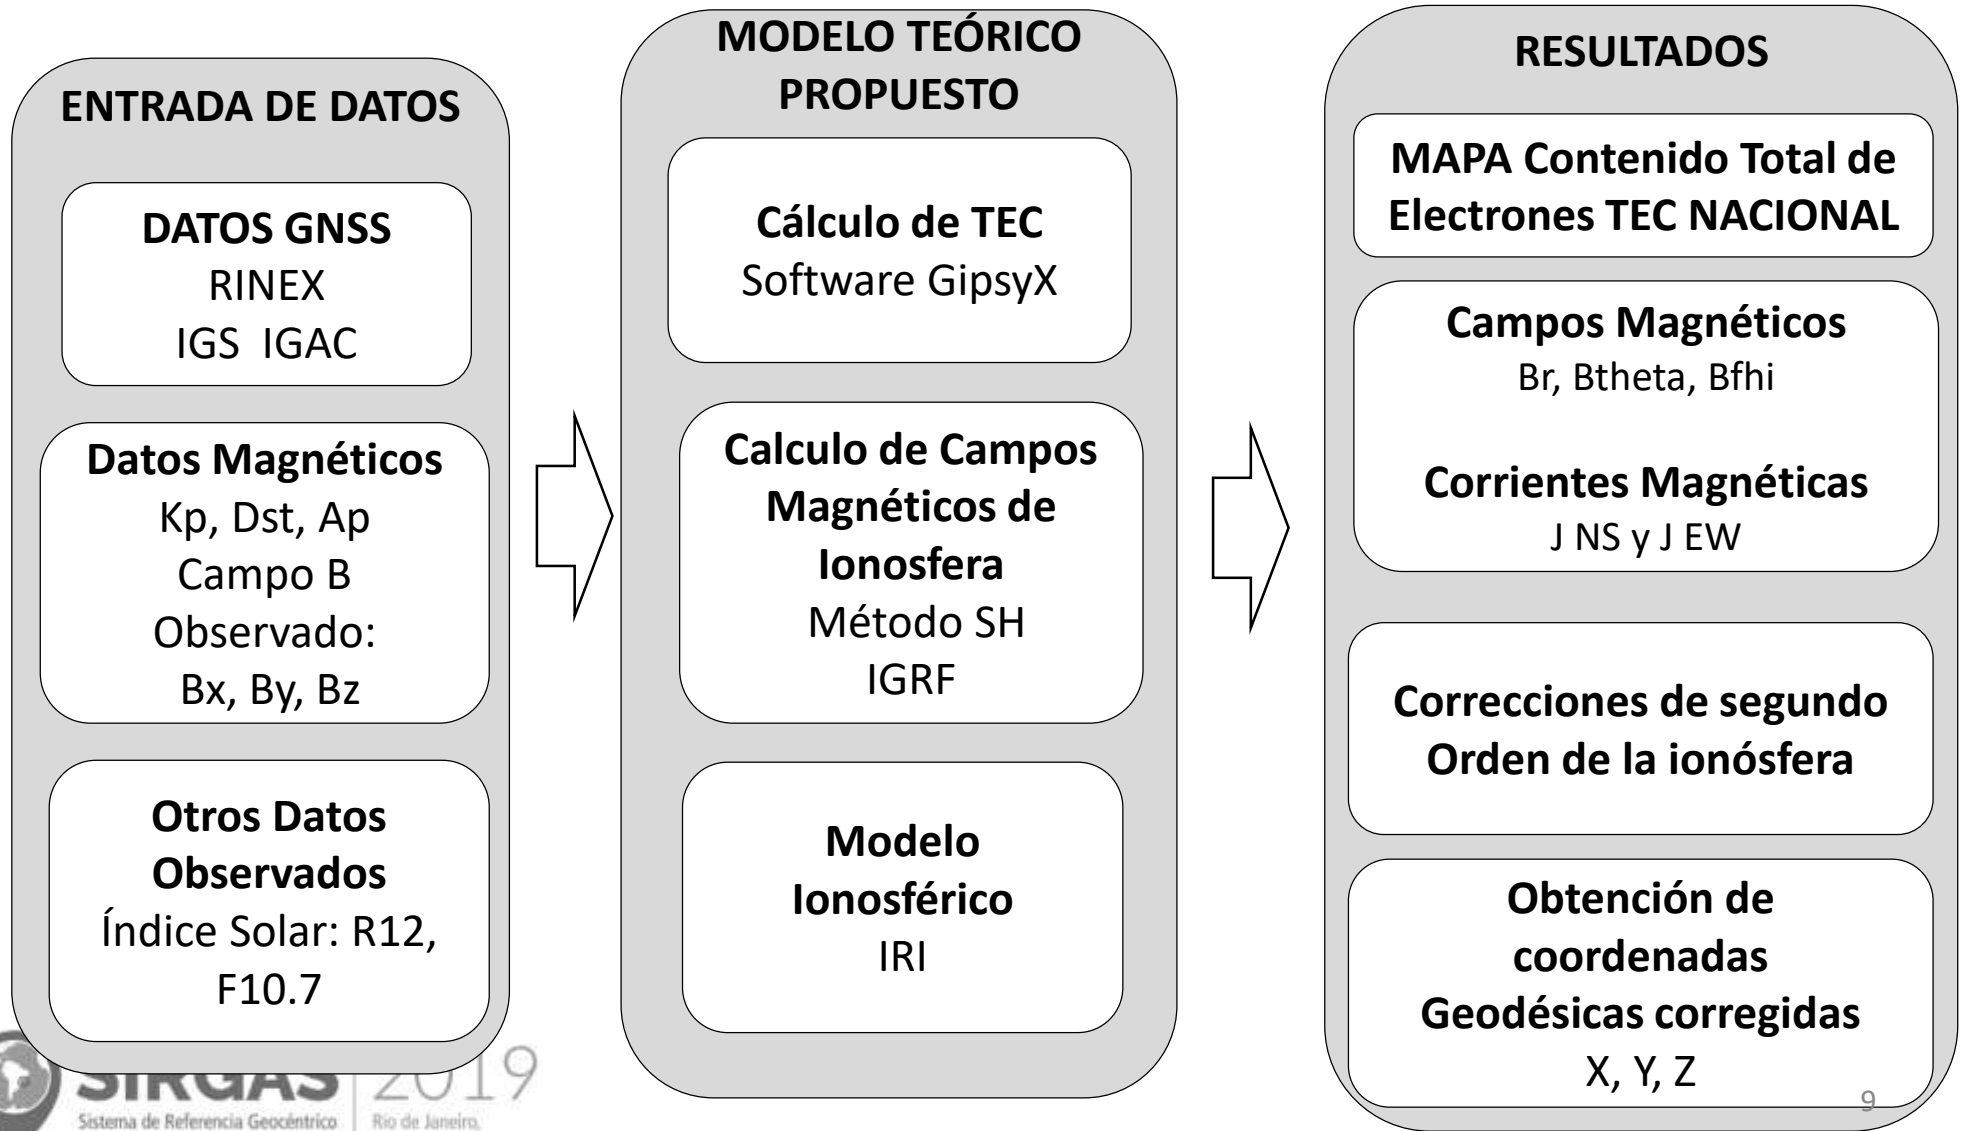 ENTRADA DE DATOS
DATOS GNSS
RINEX
IGS IGAC
Datos Magnéticos
Kp, Dst, Ap
Campo B
Observado:
Bx, By, Bz
Otros Datos
Observados
Índice Solar: R12,
F10.7
MODELO TEÓRICO
PROPUESTO
Cálculo de TEC
Software GipsyX
Calculo de Campos
Magnéticos de
Ionosfera
Método SH
IGRF
Modelo
Ionosférico
IRI
RESULTADOS
MAPA Contenido Total de
Electrones TEC NACIONAL
Campos Magnéticos
Br, Btheta, Bfhi
Corrientes Magnéticas
J NS y J EW
Correcciones de segundo
Orden de la ionósfera
Obtención de
coordenadas
Geodésicas corregidas
X, Y, Z
9
SIRGAS 2019
Sistema de Referencia Geocéntrico
Rio de Janeiro,